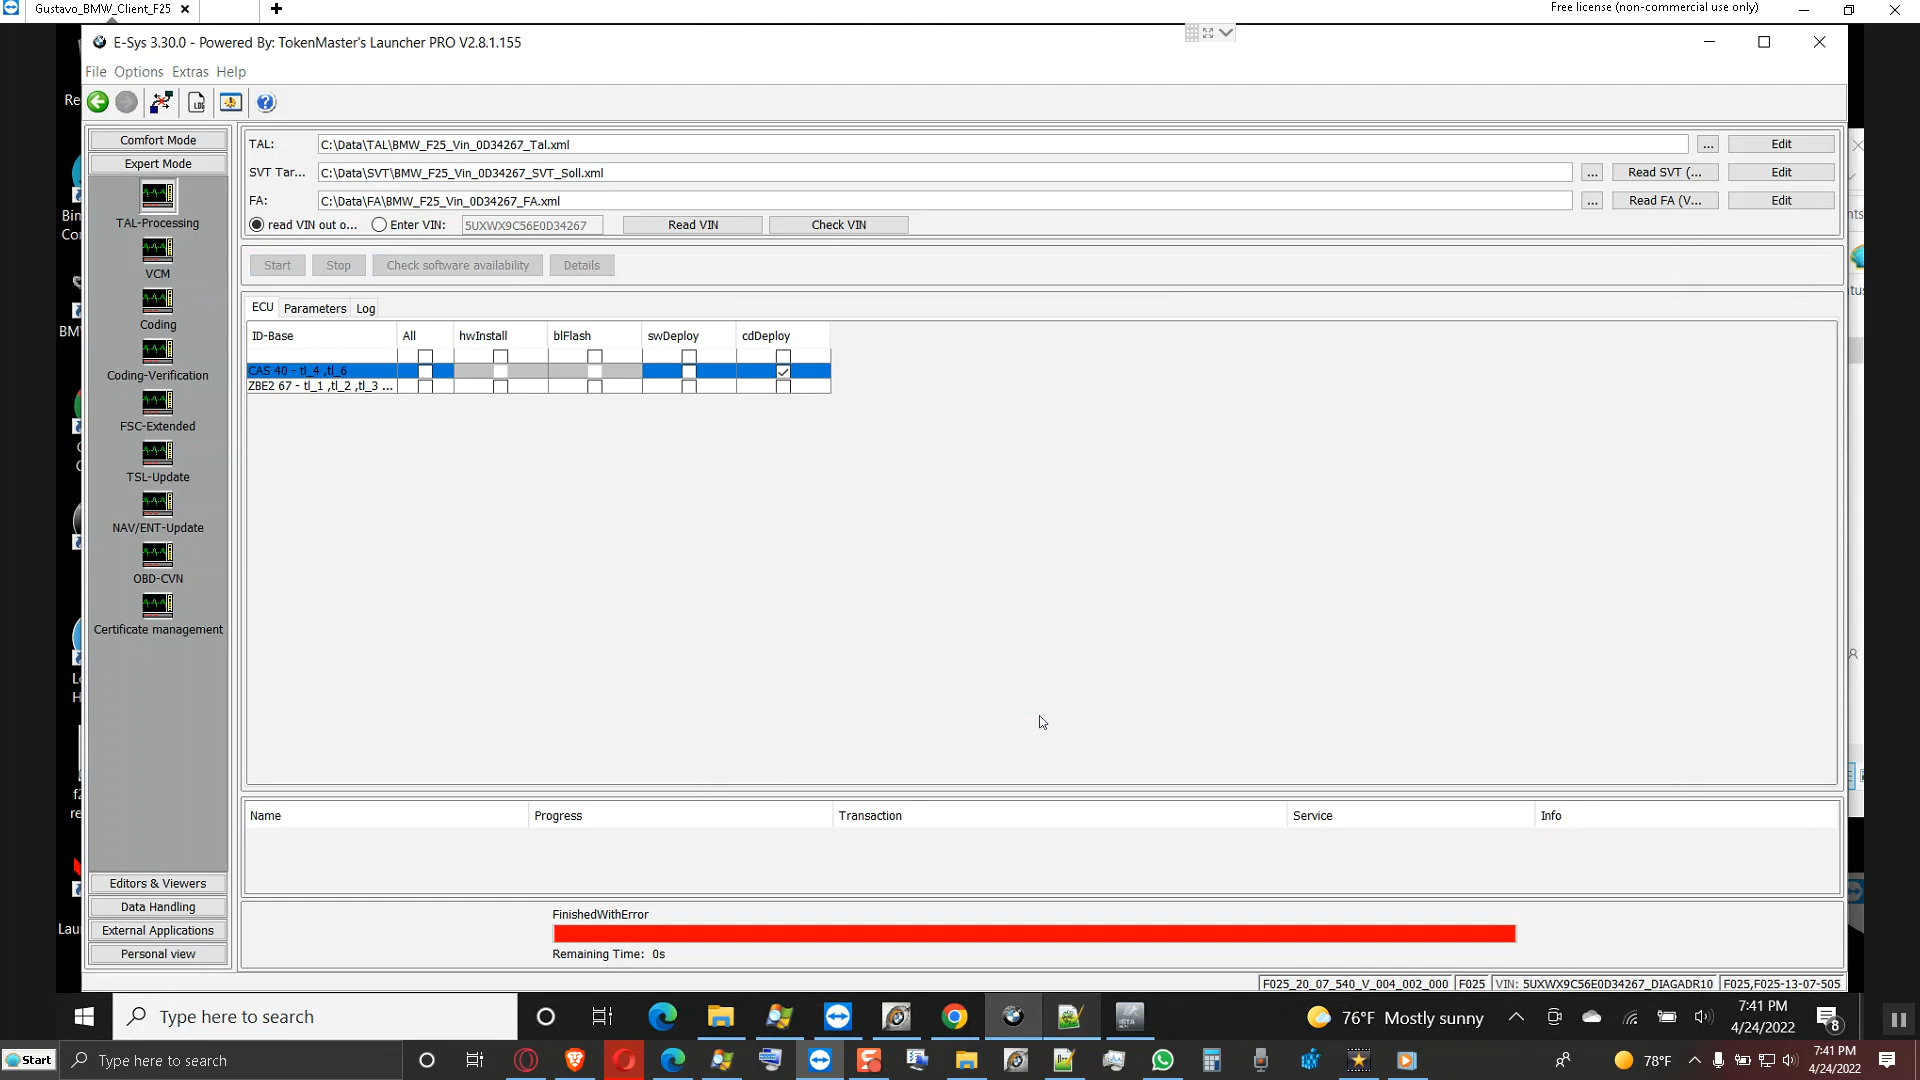 Gustavo_BMW_Client_F25
Free license (non-commercial use only)
E-Sys 3.30.0 - Powered By: TokenMaster's Launcher PRO V2.8.1.155
File Options Extras Help
Re
Comfort Mode
Expert Mode
TAL-Processing
VCM
Coding
Coding-Verification
FSC-Extended
TSL-Update
NAV/ENT-Update
OBD-CVN
Certificate management
Editors & Viewers
Data Handling
External Applications
Personal view
TAL: C:\Data\TAL\BMW_F25_Vin_0D34267_Tal.xml ... Edit
SVT Tar... C:\Data\SVT\BMW_F25_Vin_0D34267_SVT_Soll.xml ... Read SVT (... Edit
FA: C:\Data\FA\BMW_F25_Vin_0D34267_FA.xml ... Read FA (V... Edit
read VIN out o... Enter VIN: 5UXWX9C56E0D34267 Read VIN Check VIN
Start Stop Check software availability Details
ECU Parameters Log
ID-Base All hwInstall blFlash swDeploy cdDeploy
CAS 40 - tl_4 ,tl_6
ZBE2 67 - tl_1 ,tl_2 ,tl_3 ...
Name Progress Transaction Service Info
FinishedWithError
Remaining Time: 0s
F025_20_07_540_V_004_002_000 F025 VIN: 5UXWX9C56E0D34267_DIAGADR10 F025,F025-13-07-505
Type here to search
76°F Mostly sunny
7:41 PM
4/24/2022
8
Start
Type here to search
78°F
7:41 PM
4/24/2022